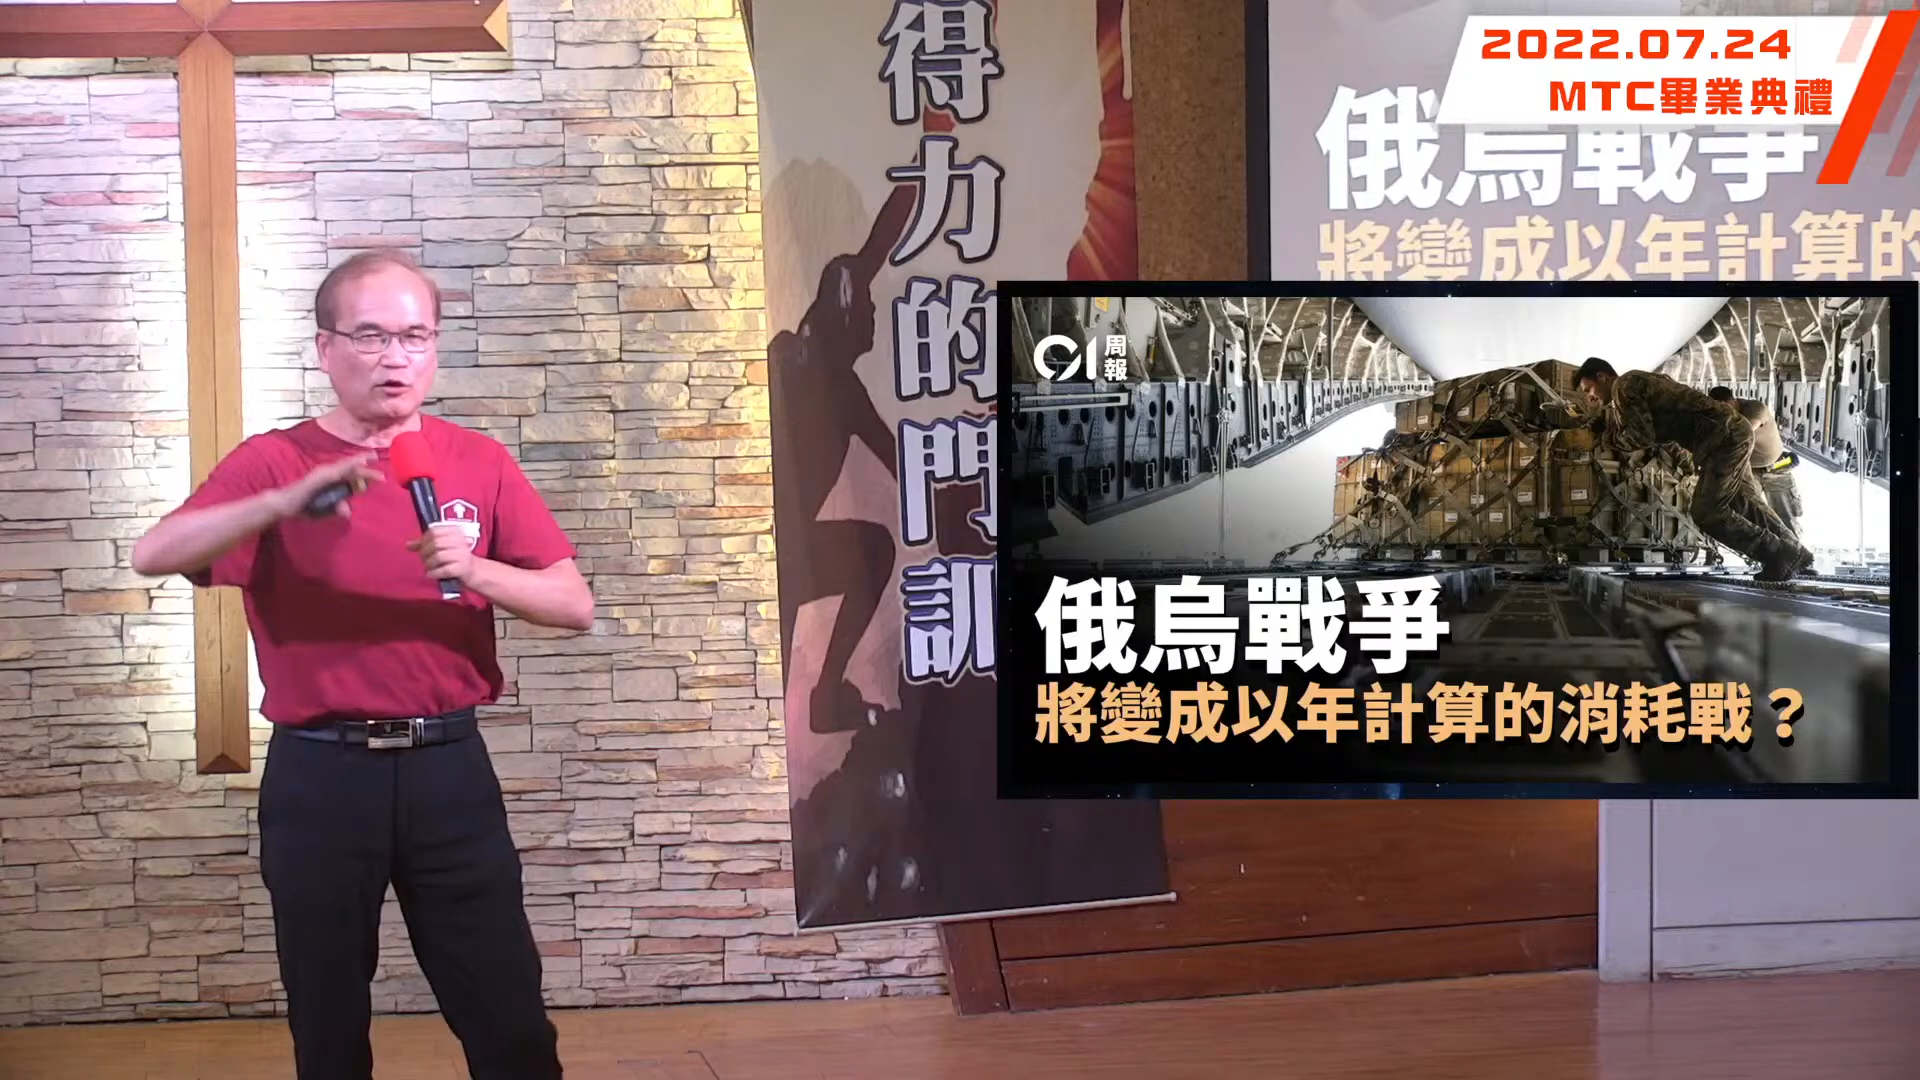 2022.07.24
MTC畢業典禮
得力的門訓
俄烏戰爭
將變成以年計算的
01周報
俄烏戰爭
將變成以年計算的消耗戰？